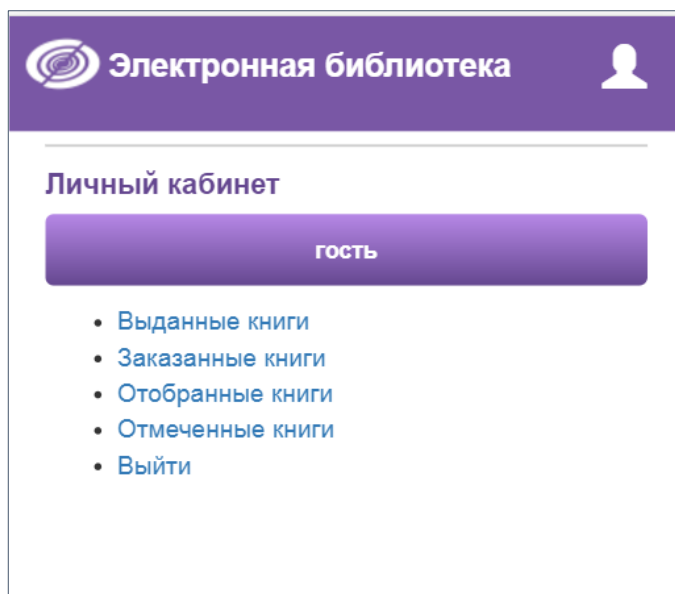 Электронная библиотека
Личный кабинет
гость
Выданные книги
Заказанные книги
Отобранные книги
Отмеченные книги
Выйти